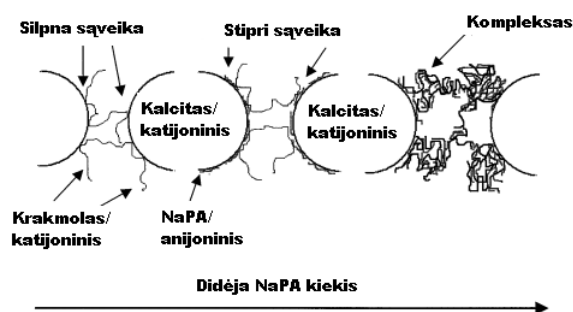 Silpna sąveika
Stipri sąveika
Kompleksas
Kalcitas/
katijoninis
Kalcitas/
katijoninis
Krakmolas/
katijoninis
NaPA/
anijoninis
Didėja NaPA kiekis